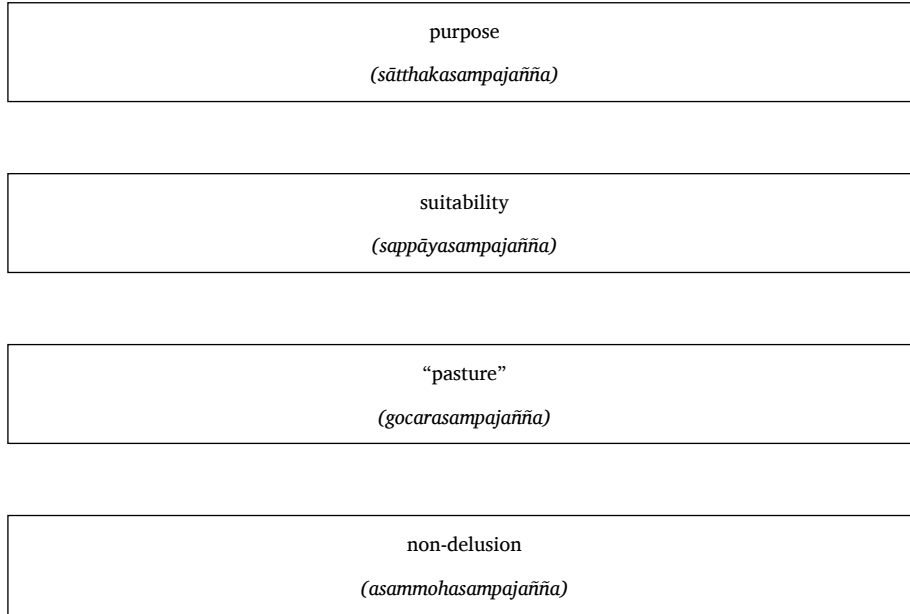 purpose
(sātthakasampajañña)
suitability
(sappāyasampajañña)
“pasture”
(gocarasampajañña)
non-delusion
(asammohasampajañña)